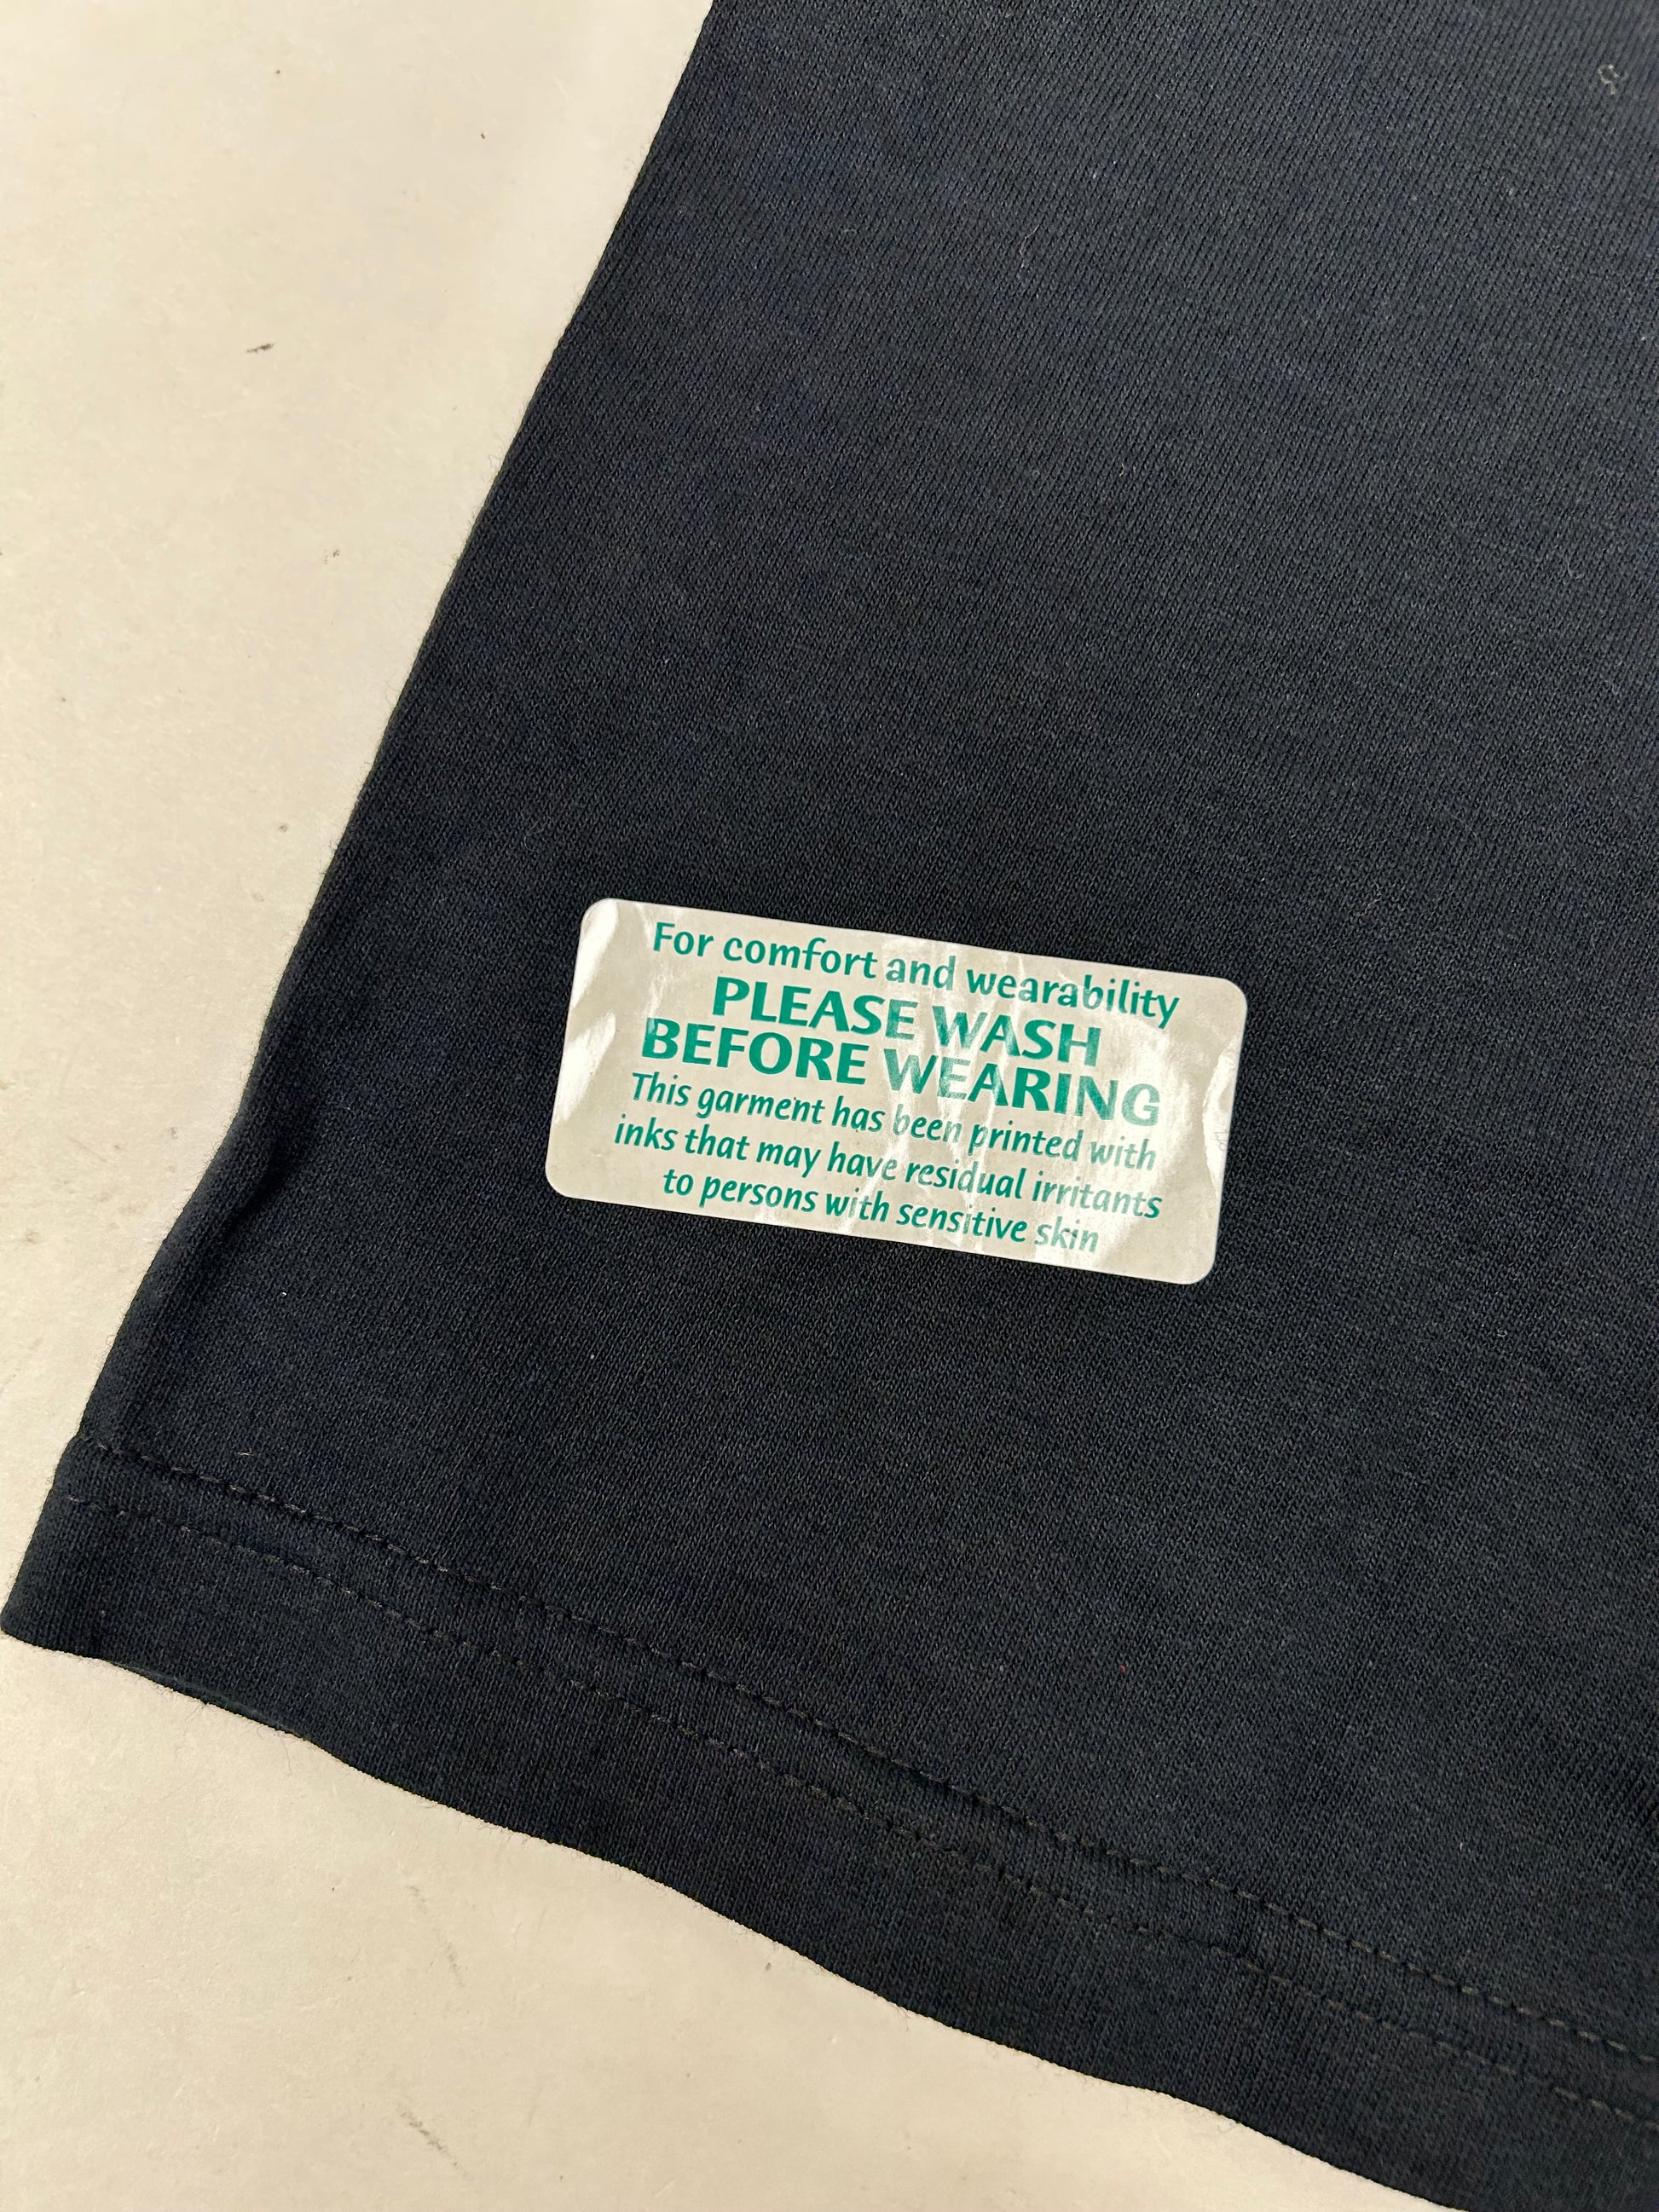 For comfort and wearability
PLEASE WASH
BEFORE WEARING
This garment has been printed with
inks that may have residual irritants
to persons with sensitive skin